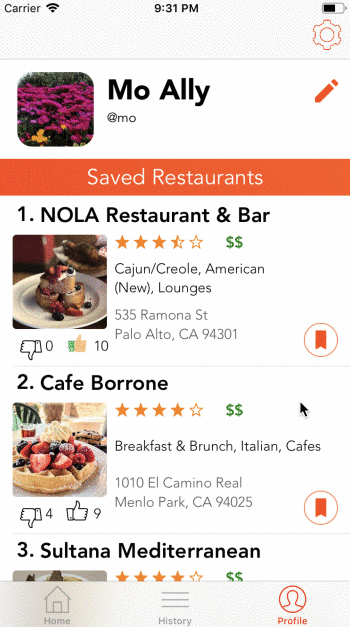 Carrier 9:31 PM
Mo Ally
@mo
Saved Restaurants
1. NOLA Restaurant & Bar
$$
Cajun/Creole, American
(New), Lounges
535 Ramona St
Palo Alto, CA 94301
0 10
2. Cafe Borrone
$$
Breakfast & Brunch, Italian, Cafes
1010 El Camino Real
Menlo Park, CA 94025
4 9
3. Sultana Mediterranean
$$
Home History Profile